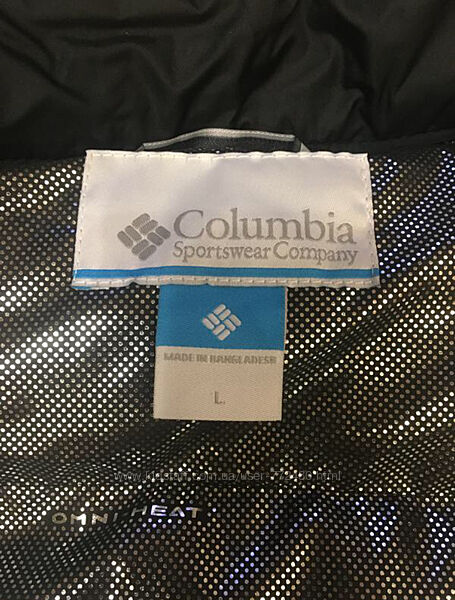 Columbia
Sportswear Company
MADE IN BANGLADESH
L.
OMNI HEAT